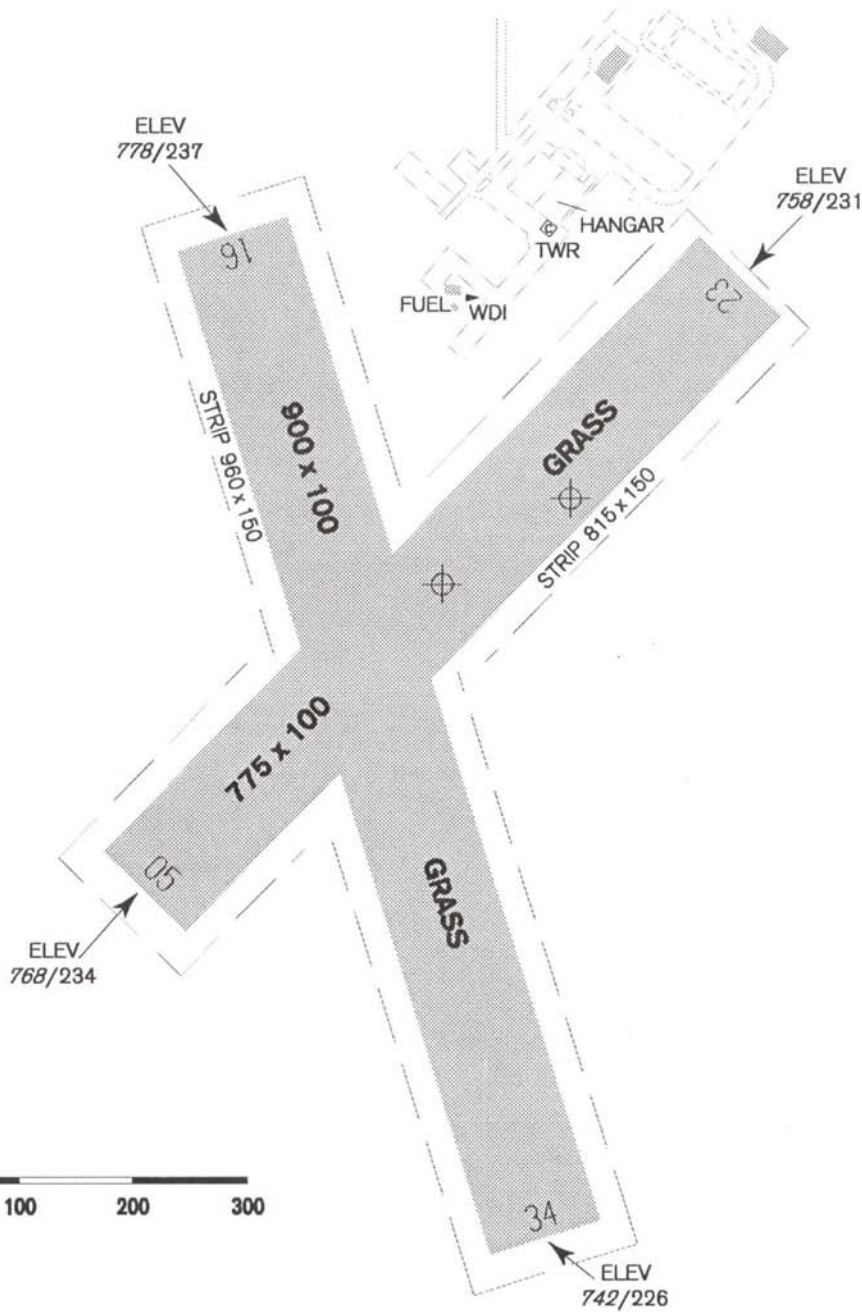 ELEV
778/237
ELEV
758/231
16
HANGAR
C
TWR
23
FUEL
WDI
STRIP 960 x 150
900 x 100
GRASS
STRIP 815 x 150
775 x 100
05
GRASS
ELEV
768/234
100 200 300
34
ELEV
742/226